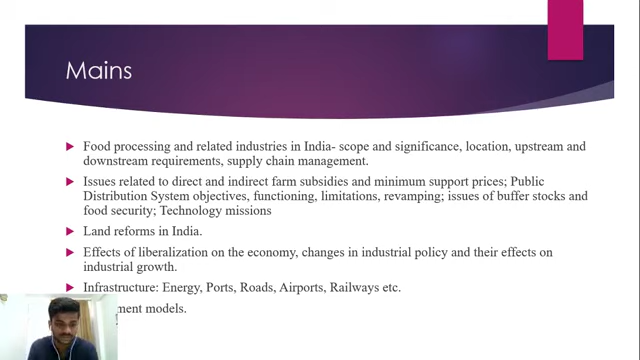 Mains
Food processing and related industries in India- scope and significance, location, upstream and
downstream requirements, supply chain management.
Issues related to direct and indirect farm subsidies and minimum support prices; Public
Distribution System objectives, functioning, limitations, revamping; issues of buffer stocks and
food security; Technology missions
Land reforms in India.
Effects of liberalization on the economy, changes in industrial policy and their effects on
industrial growth.
Infrastructure: Energy, Ports, Roads, Airports, Railways etc.
models.